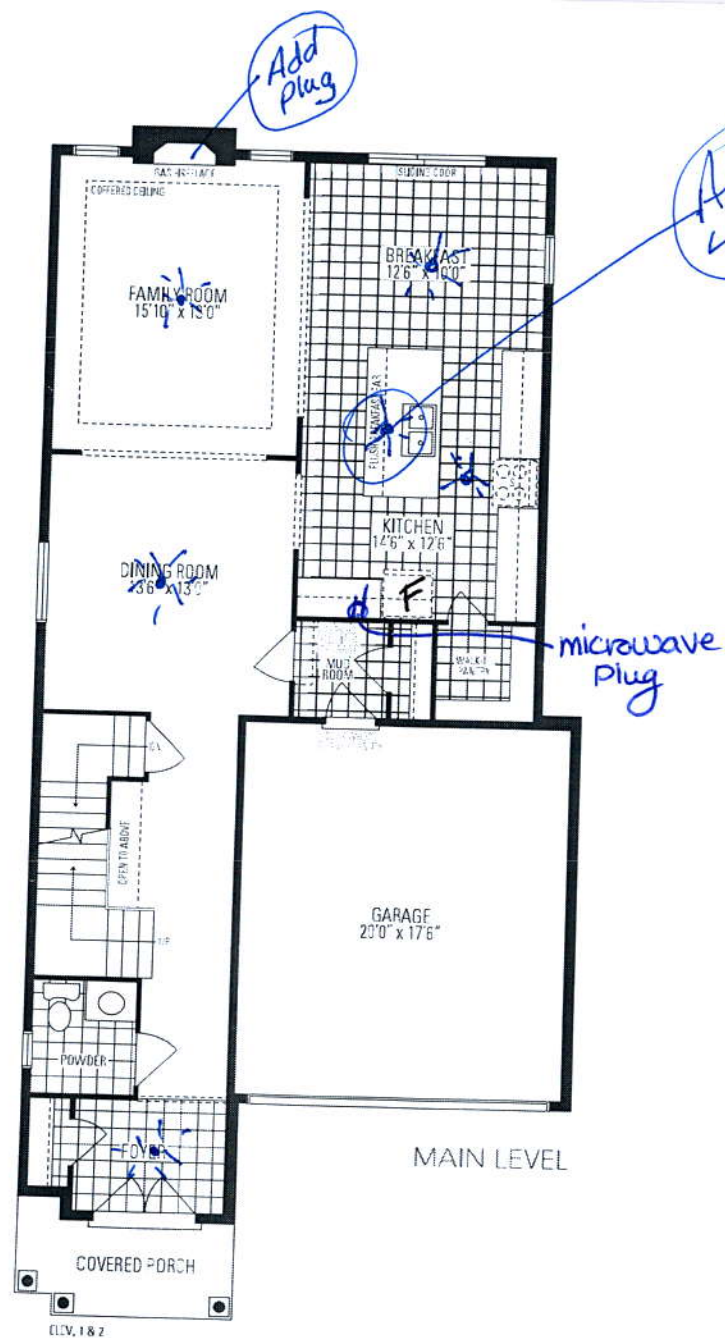 Add
Plug
GAS FIREPLACE
COFFERED CEILING
SLIDING DOOR
BREAKFAST
12'6" x 10'0"
FAMILY ROOM
15'10" x 18'0"
FLUSH BREAKFAST BAR
KITCHEN
14'6" x 12'6"
DINING ROOM
13'6" x 13'0"
F
microwave
Plug
MUD
ROOM
WALK-IN
PANTRY
DN
OPEN TO ABOVE
UP
GARAGE
20'0" x 17'6"
POWDER
FOYER
MAIN LEVEL
COVERED PORCH
ELEV. 1 & 2